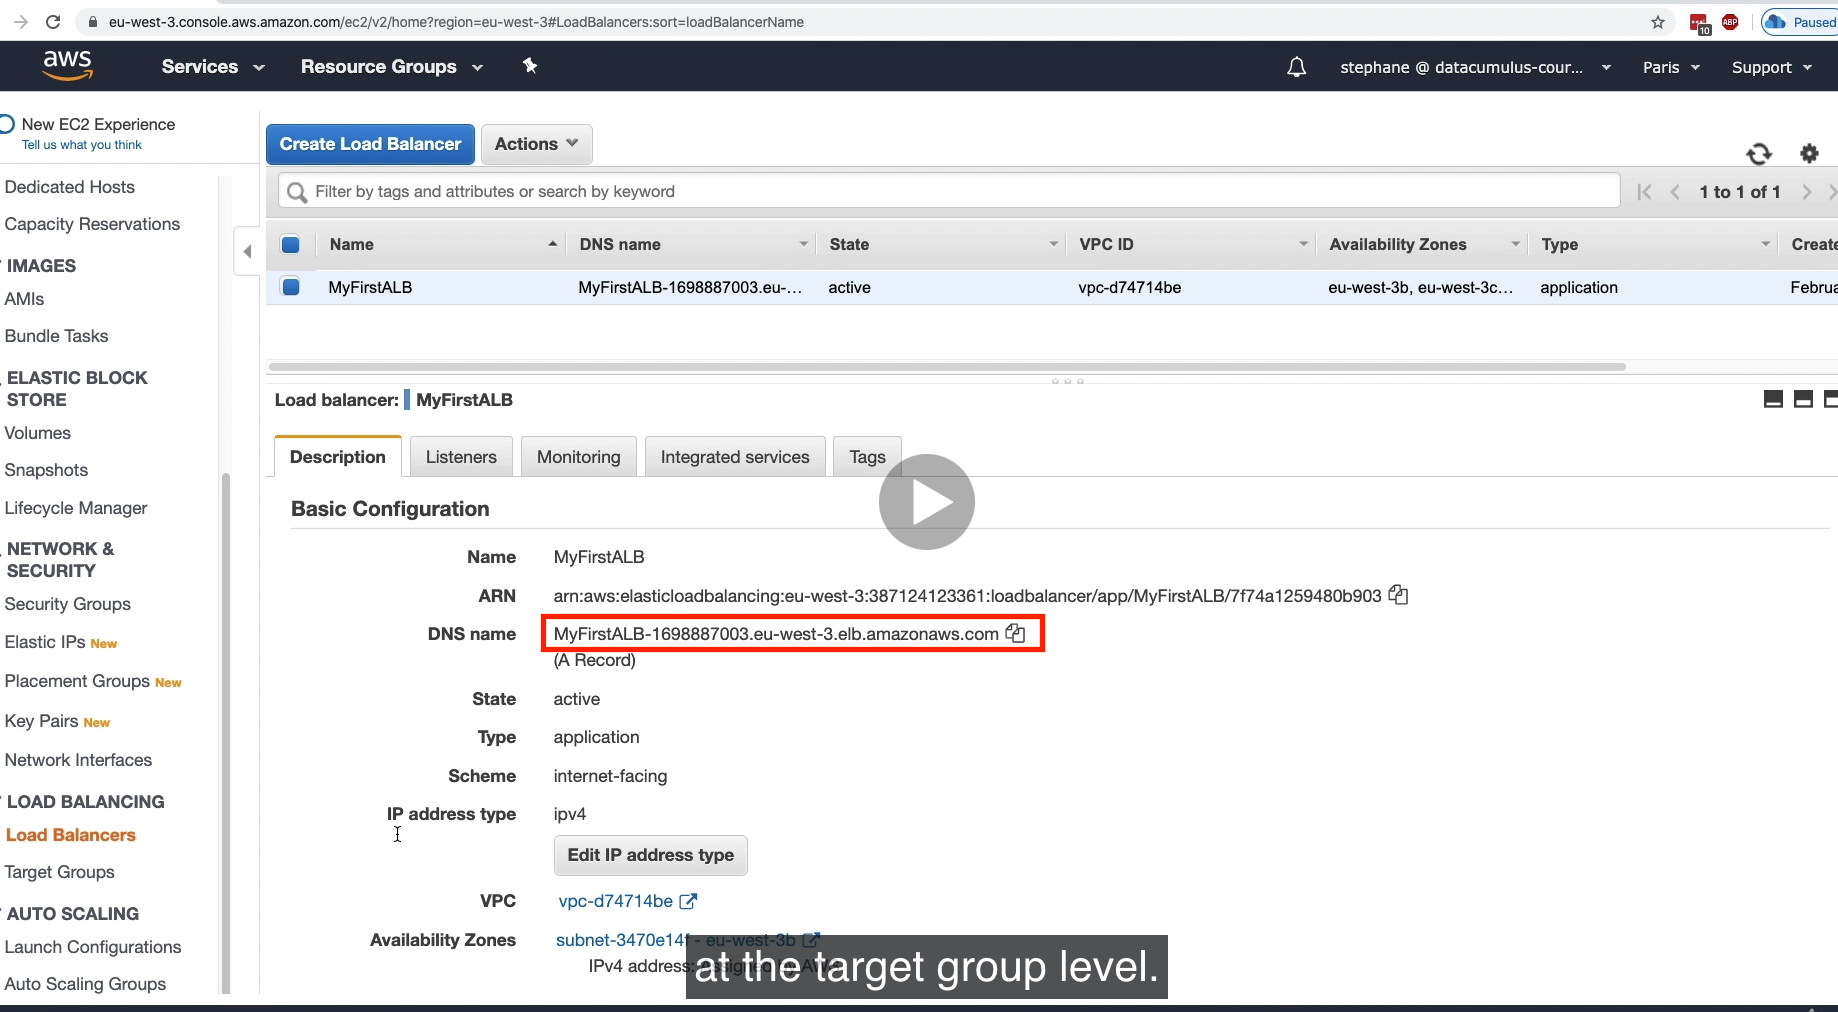 eu-west-3.console.aws.amazon.com/ec2/v2/home?region=eu-west-3#LoadBalancers:sort=loadBalancerName
10
ABP
Paused
aws
Services
Resource Groups
stephane @ datacumulus-cour...
Paris
Support
New EC2 Experience
Tell us what you think
Dedicated Hosts
Capacity Reservations
IMAGES
AMIs
Bundle Tasks
ELASTIC BLOCK
STORE
Volumes
Snapshots
Lifecycle Manager
NETWORK &
SECURITY
Security Groups
Elastic IPs New
Placement Groups New
Key Pairs New
Network Interfaces
LOAD BALANCING
Load Balancers
Target Groups
AUTO SCALING
Launch Configurations
Auto Scaling Groups
Create Load Balancer
Actions
Filter by tags and attributes or search by keyword
1 to 1 of 1
Name DNS name State VPC ID Availability Zones Type Create
MyFirstALB MyFirstALB-1698887003.eu-... active vpc-d74714be eu-west-3b, eu-west-3c... application Februa
Load balancer: MyFirstALB
Description Listeners Monitoring Integrated services Tags
Basic Configuration
Name MyFirstALB
ARN arn:aws:elasticloadbalancing:eu-west-3:387124123361:loadbalancer/app/MyFirstALB/7f74a1259480b903
DNS name MyFirstALB-1698887003.eu-west-3.elb.amazonaws.com
(A Record)
State active
Type application
Scheme internet-facing
IP address type ipv4
Edit IP address type
VPC vpc-d74714be
Availability Zones subnet-3470e14f - eu-west-3b
IPv4 address: Assigned by AWS
at the target group level.